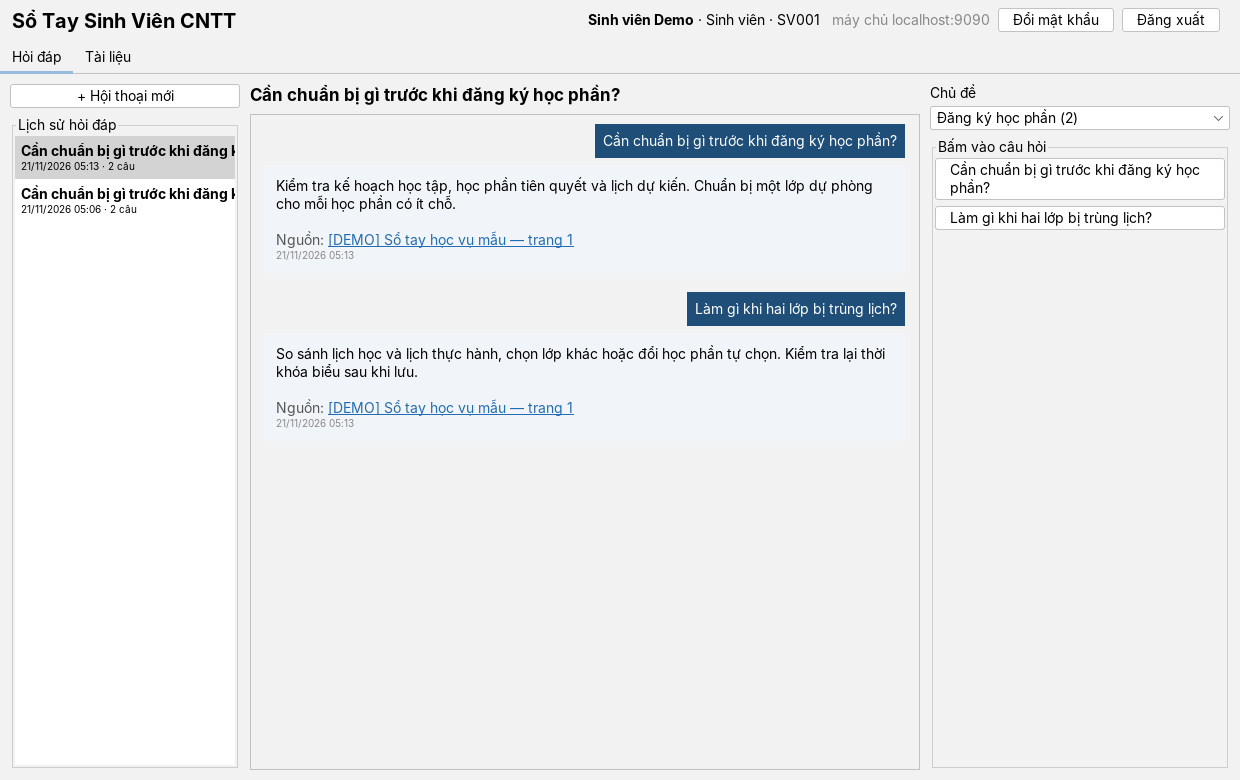 Sổ Tay Sinh Viên CNTT
Sinh viên Demo · Sinh viên · SV001 máy chủ localhost:9090
Đổi mật khẩu
Đăng xuất
Hỏi đáp
Tài liệu
+ Hội thoại mới
Lịch sử hỏi đáp
Cần chuẩn bị gì trước khi đăng k
21/11/2026 05:13 · 2 câu
Cần chuẩn bị gì trước khi đăng k
21/11/2026 05:06 · 2 câu
Cần chuẩn bị gì trước khi đăng ký học phần?
Cần chuẩn bị gì trước khi đăng ký học phần?
Kiểm tra kế hoạch học tập, học phần tiên quyết và lịch dự kiến. Chuẩn bị một lớp dự phòng
cho mỗi học phần có ít chỗ.
Nguồn: [DEMO] Sổ tay học vụ mẫu — trang 1
21/11/2026 05:13
Làm gì khi hai lớp bị trùng lịch?
So sánh lịch học và lịch thực hành, chọn lớp khác hoặc đổi học phần tự chọn. Kiểm tra lại thời
khóa biểu sau khi lưu.
Nguồn: [DEMO] Sổ tay học vụ mẫu — trang 1
21/11/2026 05:13
Chủ đề
Đăng ký học phần (2)
Bấm vào câu hỏi
Cần chuẩn bị gì trước khi đăng ký học
phần?
Làm gì khi hai lớp bị trùng lịch?